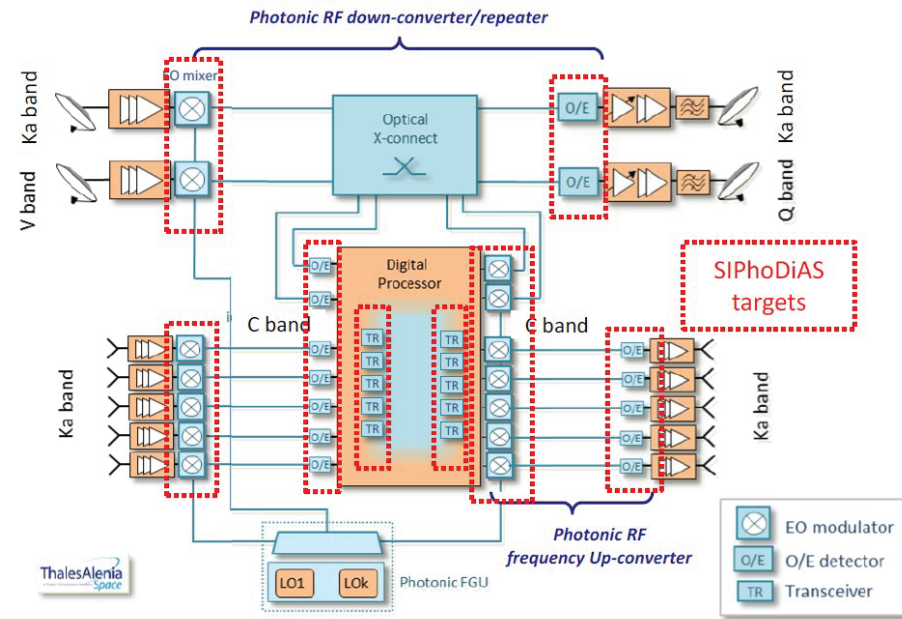 Photonic RF down-converter/repeater
EO mixer
Ka band
V band
Optical
X-connect
O/E
O/E
Ka band
Q band
SIPhoDiAS
targets
Digital
Processor
O/E
O/E
C band
C band
TR
TR
TR
TR
TR
TR
TR
TR
TR
TR
O/E
O/E
O/E
O/E
O/E
O/E
O/E
O/E
O/E
O/E
Ka band
Ka band
Photonic RF
frequency Up-converter
Photonic FGU
LO1
LOk
EO modulator
O/E
O/E detector
TR
Transceiver
ThalesAlenia
Space